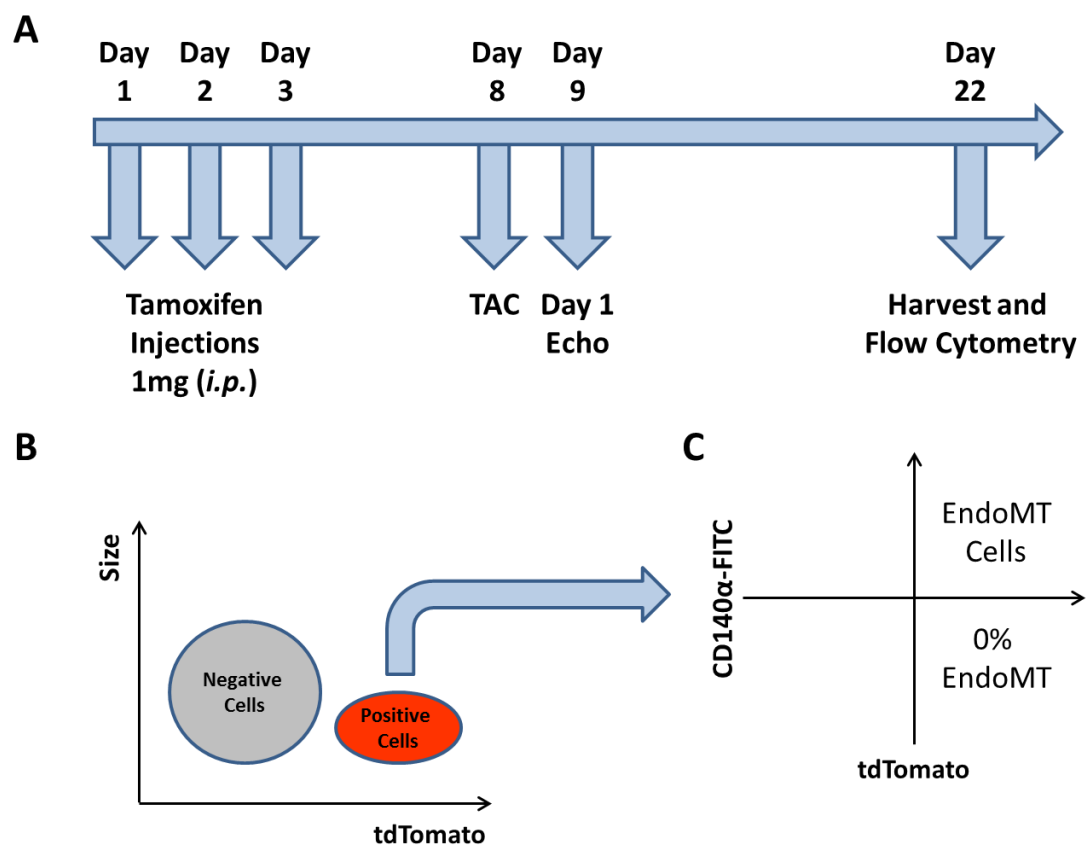 A
Day
1
Day
2
Day
3
Day
8
Day
9
Day
22
Tamoxifen
Injections
1mg (i.p.)
TAC
Day 1
Echo
Harvest and
Flow Cytometry
B
Size
Negative
Cells
Positive
Cells
tdTomato
C
CD140α-FITC
EndoMT
Cells
0%
EndoMT
tdTomato